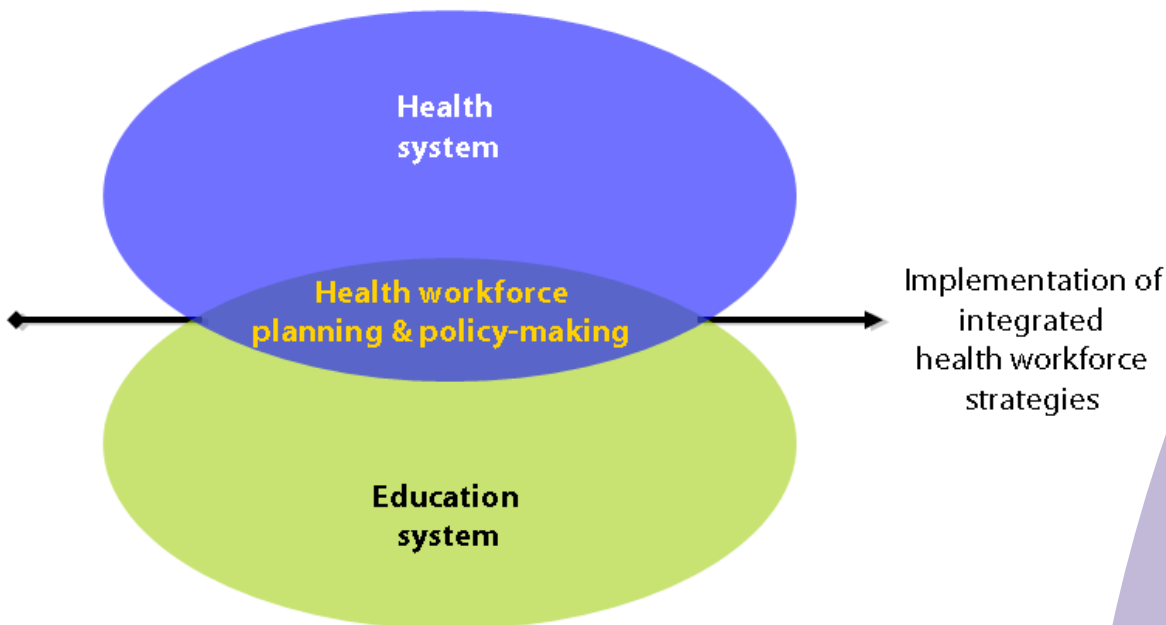 Health
system
Health workforce
planning & policy-making
Implementation of
integrated
health workforce
strategies
Education
system